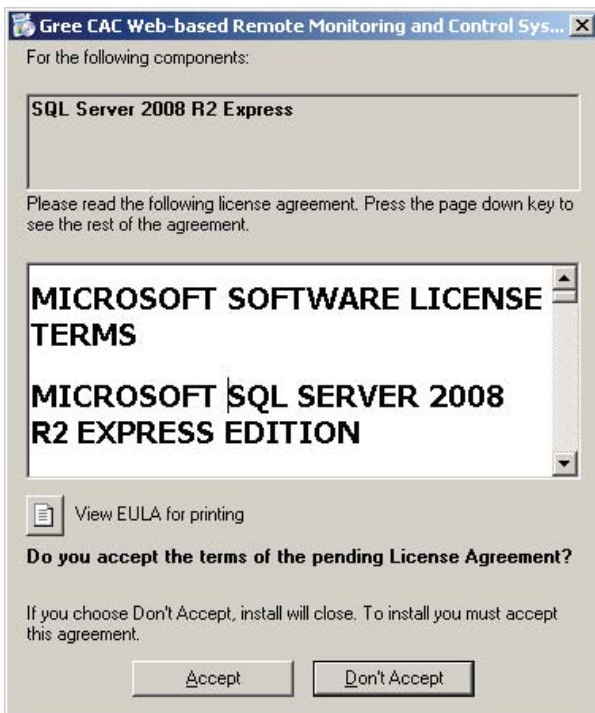 Gree CAC Web-based Remote Monitoring and Control Sys...
For the following components:
SQL Server 2008 R2 Express
Please read the following license agreement. Press the page down key to
see the rest of the agreement.
MICROSOFT SOFTWARE LICENSE
TERMS
MICROSOFT SQL SERVER 2008
R2 EXPRESS EDITION
View EULA for printing
Do you accept the terms of the pending License Agreement?
If you choose Don't Accept, install will close. To install you must accept
this agreement.
Accept
Don't Accept